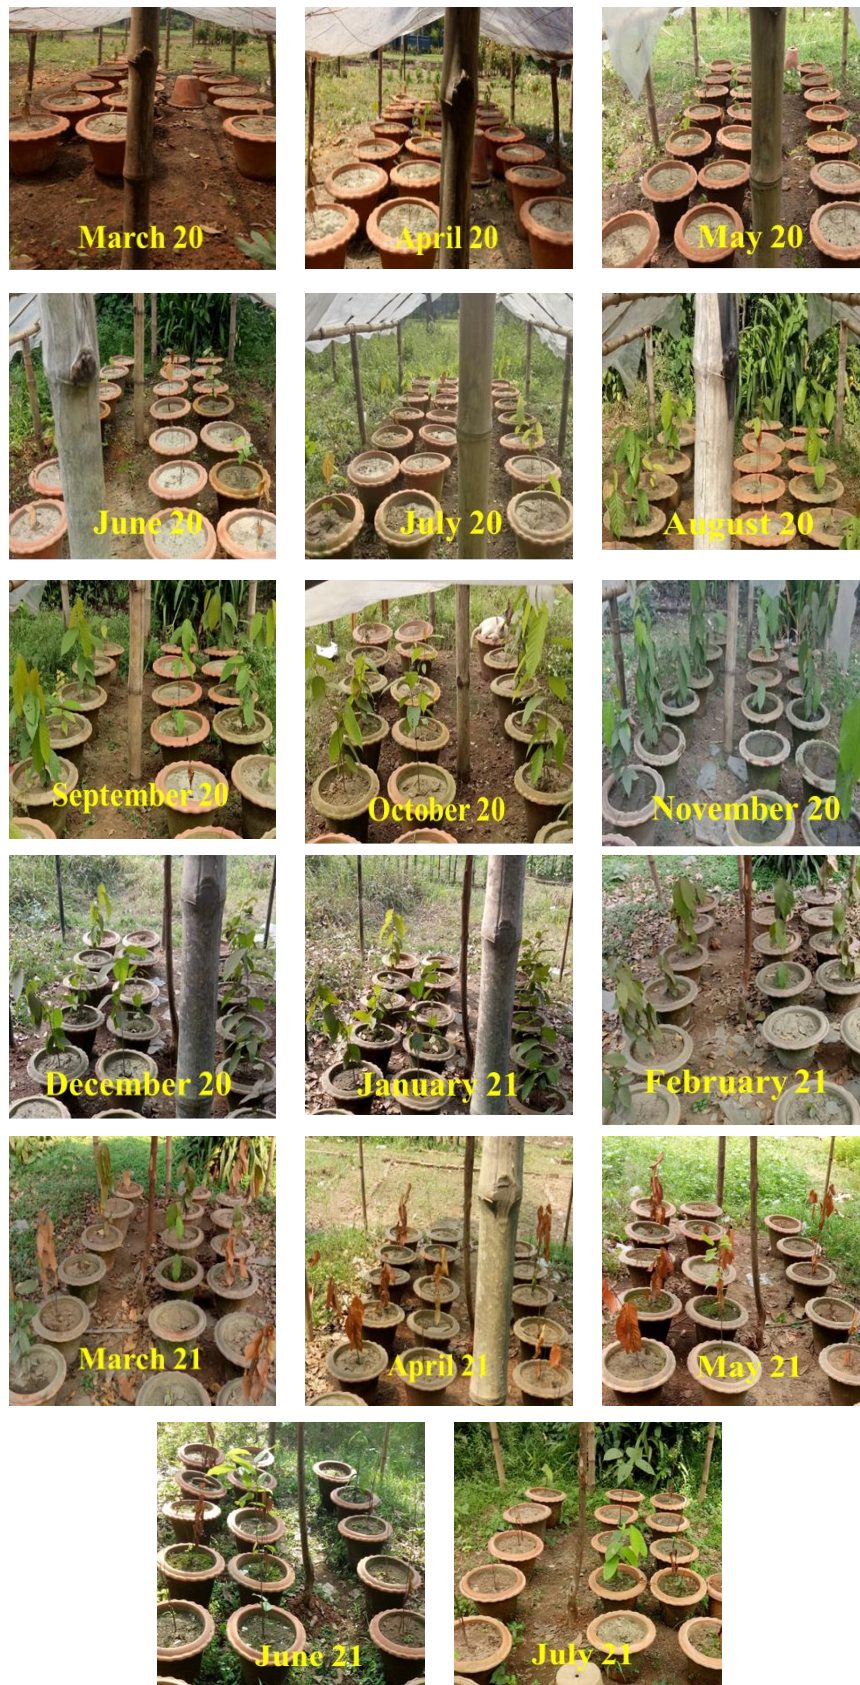 March 20
April 20
May 20
June 20
July 20
August 20
September 20
October 20
November 20
December 20
January 21
February 21
March 21
April 21
May 21
June 21
July 21